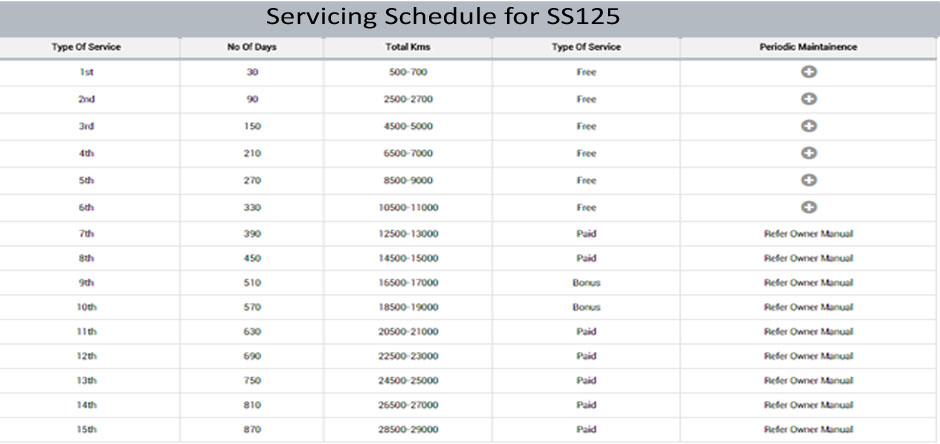 Servicing Schedule for SS125
Type Of Service No Of Days Total Kms Type Of Service Periodic Maintainence
1st 30 500-700 Free
2nd 90 2500-2700 Free
3rd 150 4500-5000 Free
4th 210 6500-7000 Free
5th 270 8500-9000 Free
6th 330 10500-11000 Free
7th 390 12500-13000 Paid Refer Owner Manual
8th 450 14500-15000 Paid Refer Owner Manual
9th 510 16500-17000 Bonus Refer Owner Manual
10th 570 18500-19000 Bonus Refer Owner Manual
11th 630 20500-21000 Paid Refer Owner Manual
12th 690 22500-23000 Paid Refer Owner Manual
13th 750 24500-25000 Paid Refer Owner Manual
14th 810 26500-27000 Paid Refer Owner Manual
15th 870 28500-29000 Paid Refer Owner Manual